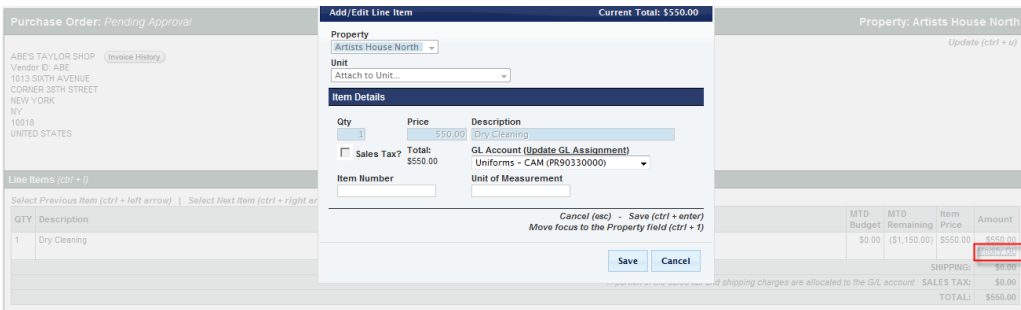 Purchase Order: Pending Approval
Property: Artists House North
Update (ctrl + u)
ABE'S TAYLOR SHOP Invoice History
Vendor ID: ABE
1013 SIXTH AVENUE
CORNER 38TH STREET
NEW YORK
NY
10018
UNITED STATES
Add/Edit Line Item Current Total: $550.00
Property
Artists House North
Unit
Attach to Unit...
Item Details
Qty Price Description
1 550.00 Dry Cleaning
Sales Tax? Total: $550.00
GL Account (Update GL Assignment)
Uniforms - CAM (PR90330000)
Item Number Unit of Measurement
Cancel (esc) - Save (ctrl + enter)
Move focus to the Property field (ctrl + 1)
Save Cancel
Line Items (ctrl + i)
Select Previous Item (ctrl + left arrow) | Select Next Item (ctrl + right ar
QTY Description MTD Budget MTD Remaining Item Price Amount
1 Dry Cleaning $0.00 ($1,150.00) $550.00 $550.00
SHIPPING: $0.00
and shipping charges are allocated to the G/L account SALES TAX: $0.00
TOTAL: $550.00